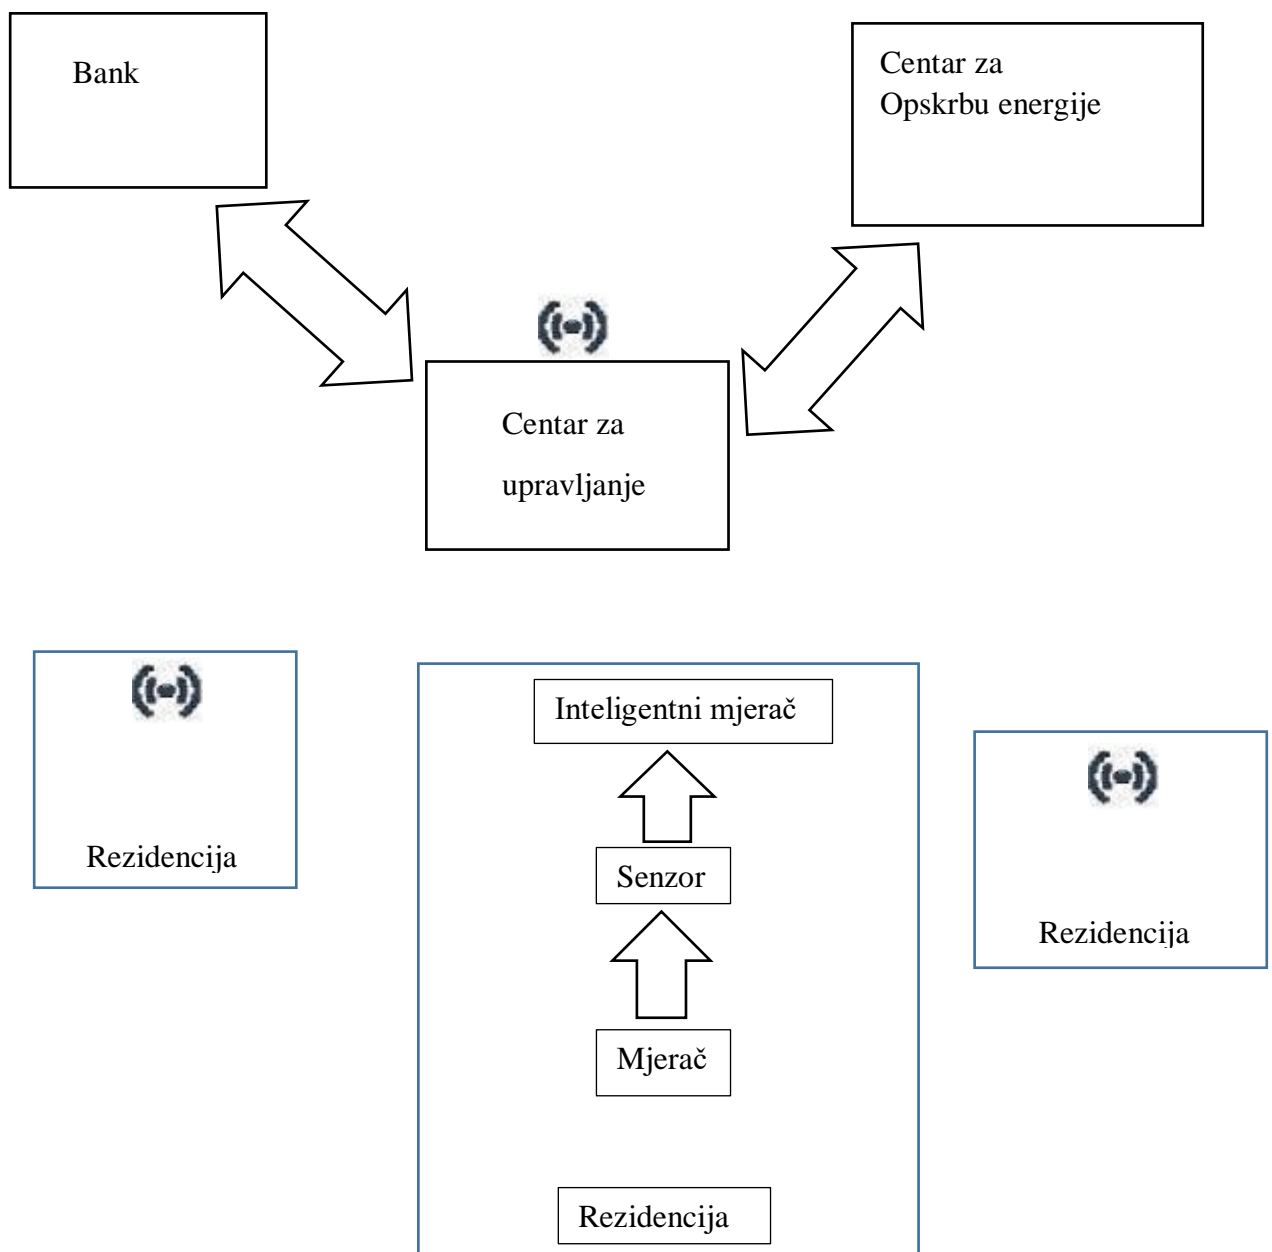 Bank
Centar za
Opskrbu energije
Centar za
upravljanje
Rezidencija
Inteligentni mjerač
Senzor
Mjerač
Rezidencija
Rezidencija